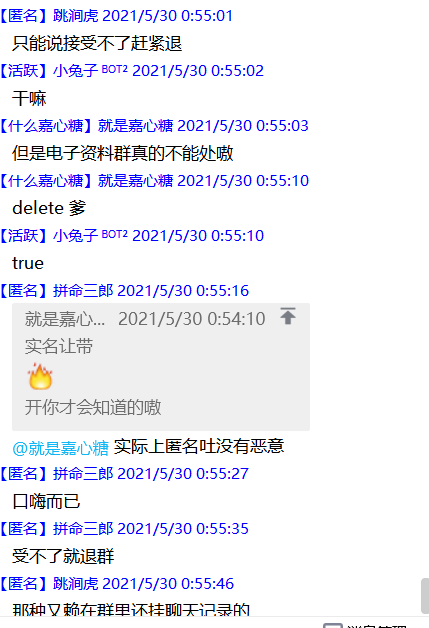 【匿名】跳涧虎 2021/5/30 0:55:01
只能说接受不了赶紧退
【活跃】小兔子 BOT2 2021/5/30 0:55:02
干嘛
【什么嘉心糖】就是嘉心糖 2021/5/30 0:55:03
但是电子资料群真的不能处嗷
【什么嘉心糖】就是嘉心糖 2021/5/30 0:55:10
delete 爹
【活跃】小兔子 BOT2 2021/5/30 0:55:10
true
【匿名】拼命三郎 2021/5/30 0:55:16
就是嘉心... 2021/5/30 0:54:10
实名让带
开你才会知道的嗷
@就是嘉心糖 实际上匿名吐没有恶意
【匿名】拼命三郎 2021/5/30 0:55:27
口嗨而已
【匿名】拼命三郎 2021/5/30 0:55:35
受不了就退群
【匿名】跳涧虎 2021/5/30 0:55:46
那种又赖在群里还挂聊天记录的